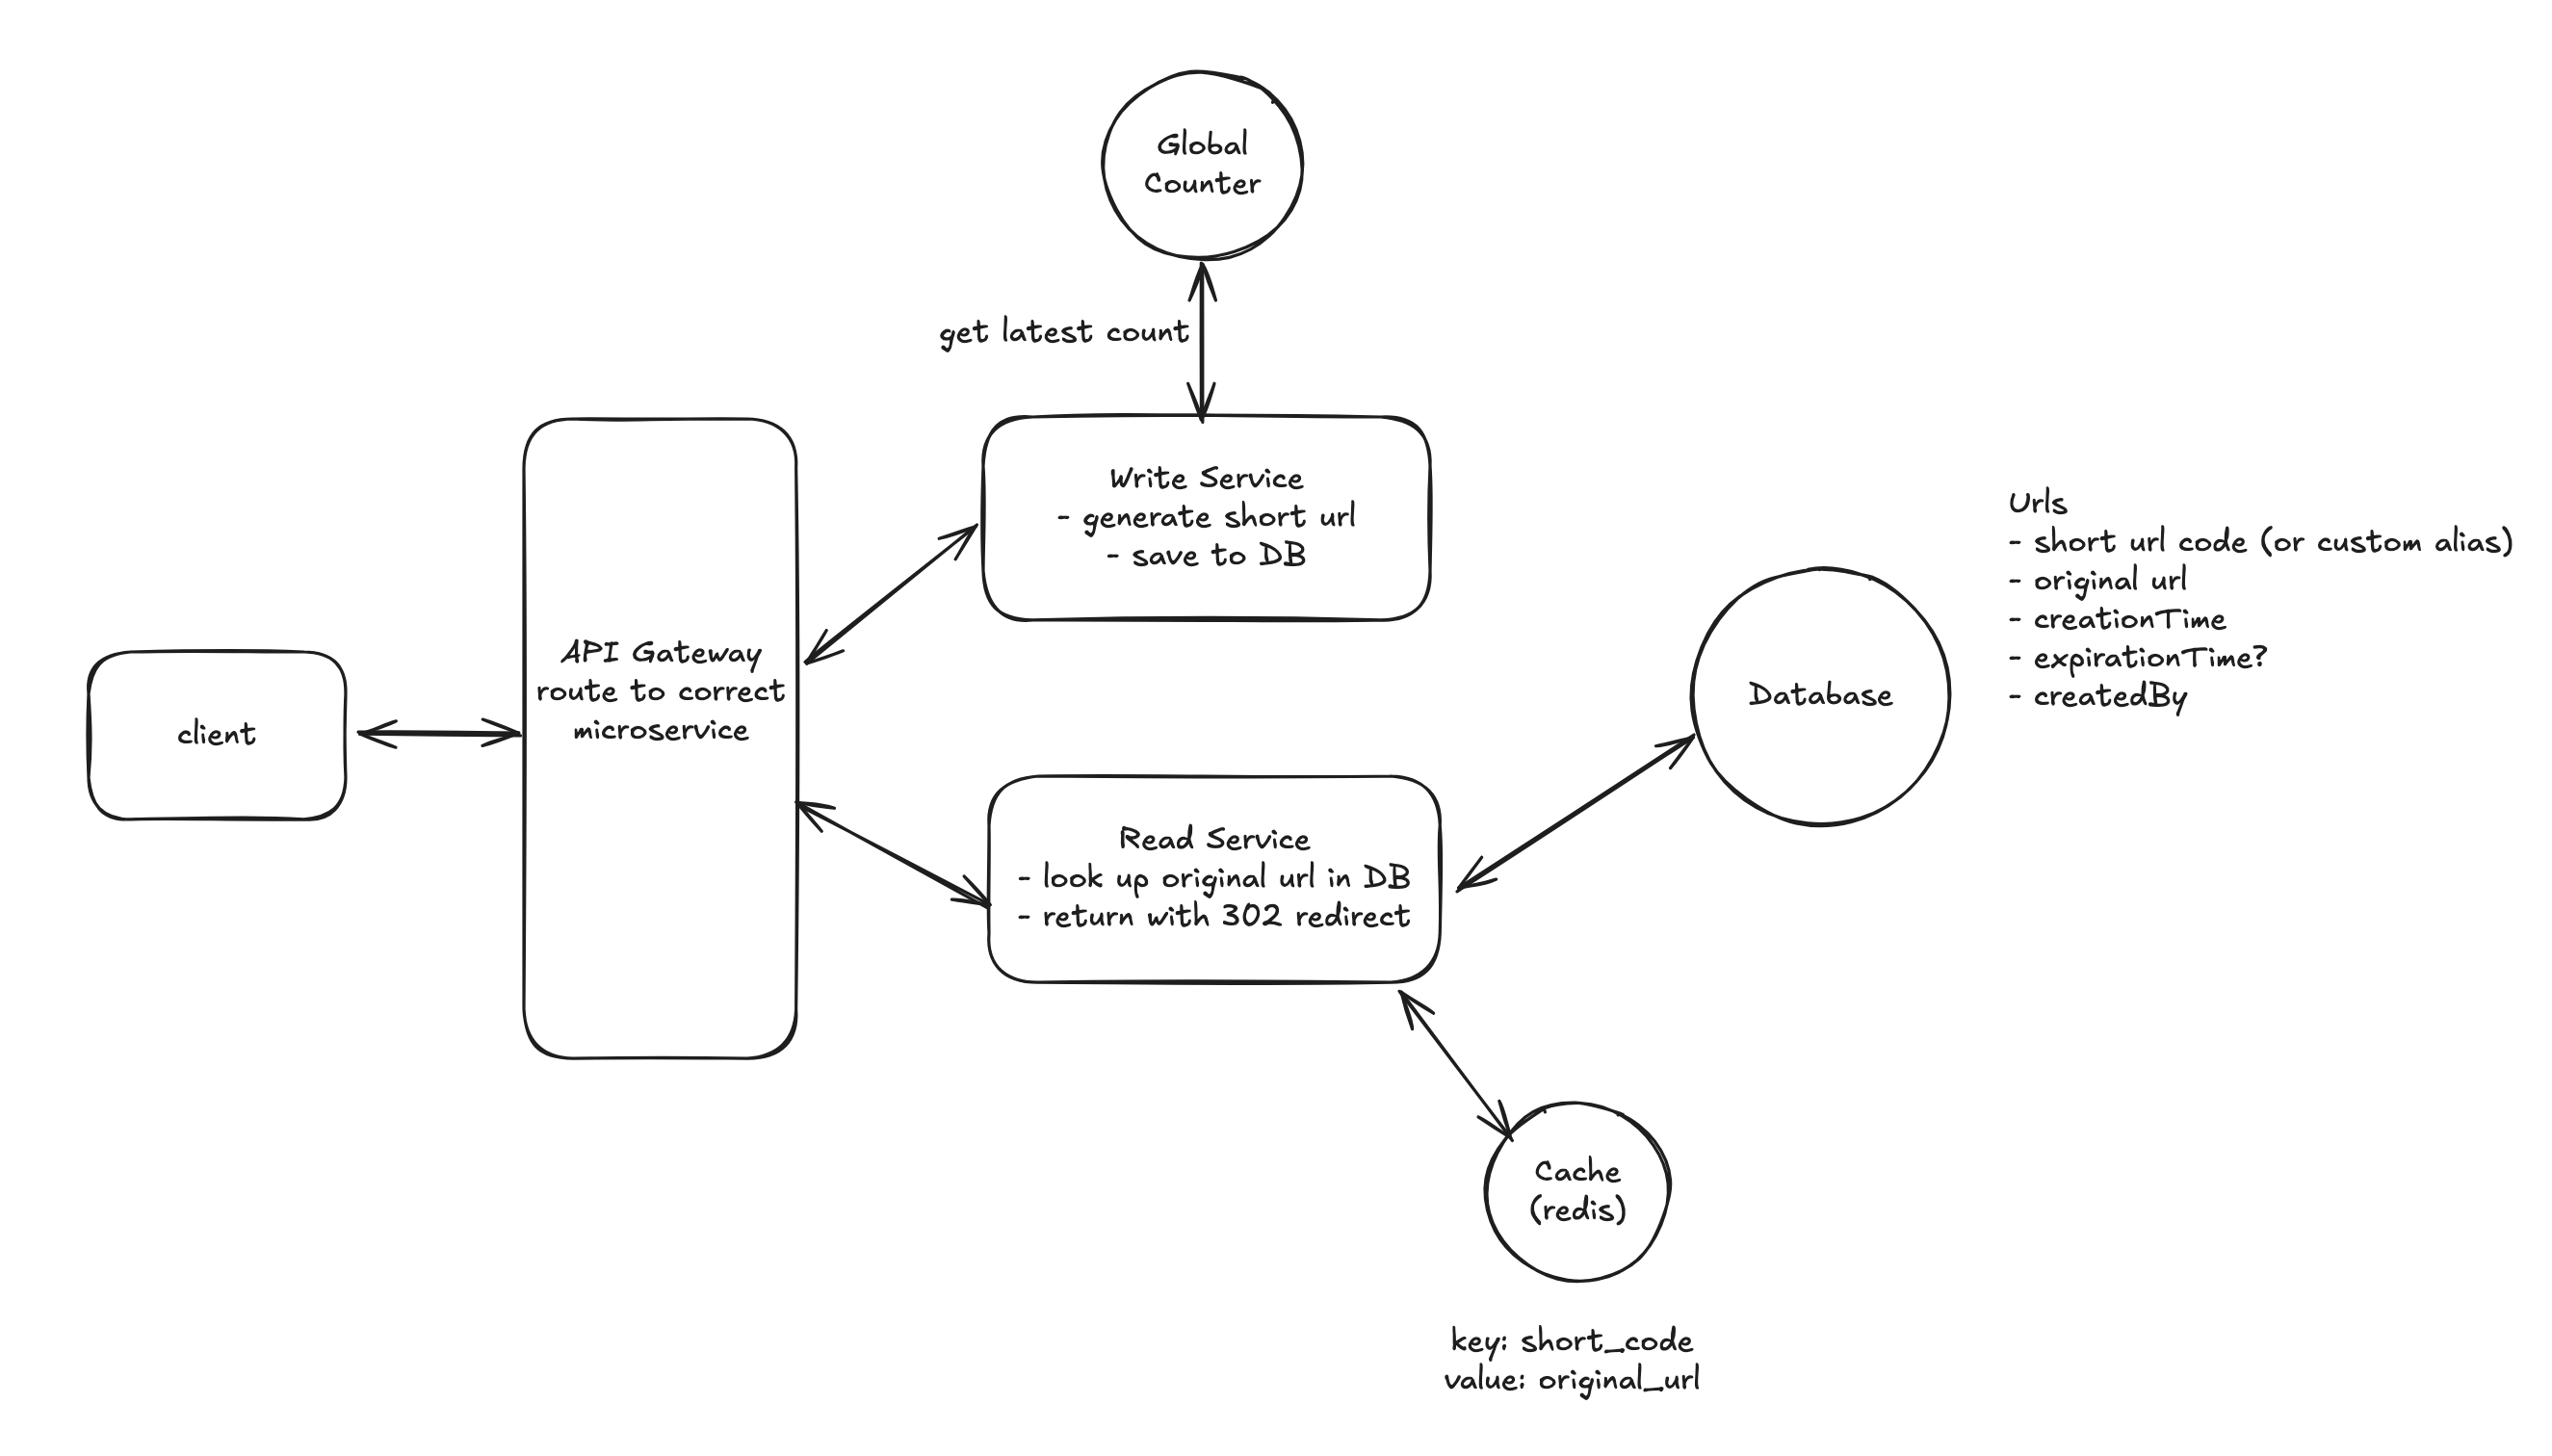 Global
Counter
get latest count
Write Service
- generate short url
- save to DB
API Gateway
route to correct
microservice
client
Read Service
- look up original url in DB
- return with 302 redirect
Database
Urls
- short url code (or custom alias)
- original url
- creationTime
- expirationTime?
- createdBy
Cache
(redis)
key: short_code
value: original_url